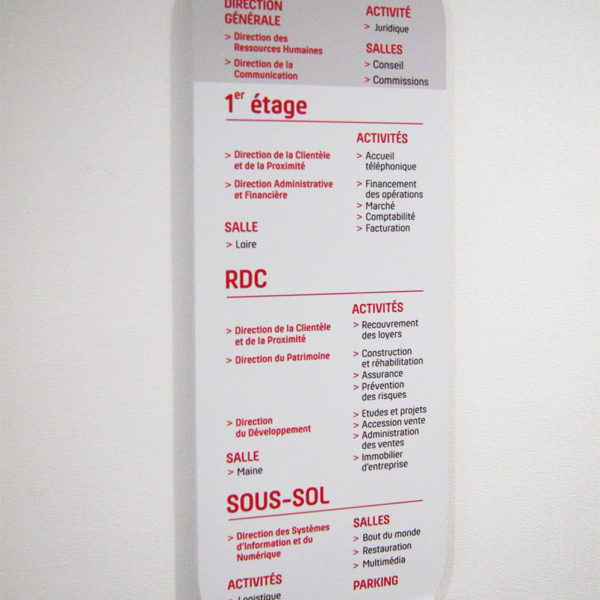 DIRECTION
GÉNÉRALE
> Direction des
Ressources Humaines
> Direction de la
Communication
ACTIVITÉ
> Juridique
SALLES
> Conseil
> Commissions
1er étage
> Direction de la Clientèle
et de la Proximité
> Direction Administrative
et Financière
ACTIVITÉS
> Accueil
téléphonique
> Financement
des opérations
> Marché
> Comptabilité
> Facturation
SALLE
> Loire
RDC
> Direction de la Clientèle
et de la Proximité
> Direction du Patrimoine
> Direction
du Développement
ACTIVITÉS
> Recouvrement
des loyers
> Construction
et réhabilitation
> Assurance
> Prévention
des risques
> Etudes et projets
> Accession vente
> Administration
des ventes
> Immobilier
d'entreprise
SALLE
> Maine
SOUS-SOL
> Direction des Systèmes
d'Information et du
Numérique
ACTIVITÉS
> Logistique
SALLES
> Bout du monde
> Restauration
> Multimédia
PARKING